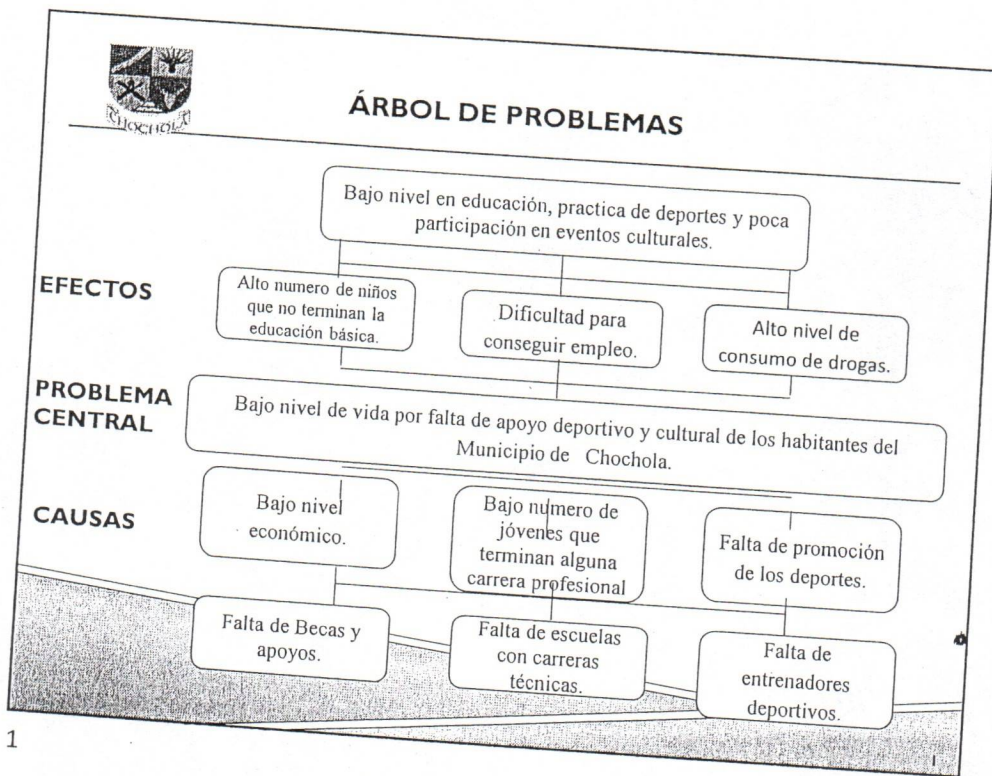 CHOCHOLA
ÁRBOL DE PROBLEMAS
Bajo nivel en educación, practica de deportes y poca
participación en eventos culturales.
EFECTOS
Alto numero de niños
que no terminan la
educación básica.
Dificultad para
conseguir empleo.
Alto nivel de
consumo de drogas.
PROBLEMA
CENTRAL
Bajo nivel de vida por falta de apoyo deportivo y cultural de los habitantes del
Municipio de Chochola.
CAUSAS
Bajo nivel
económico.
Bajo numero de
jóvenes que
terminan alguna
carrera profesional
Falta de promoción
de los deportes.
Falta de Becas y
apoyos.
Falta de escuelas
con carreras
técnicas.
Falta de
entrenadores
deportivos.
1
1